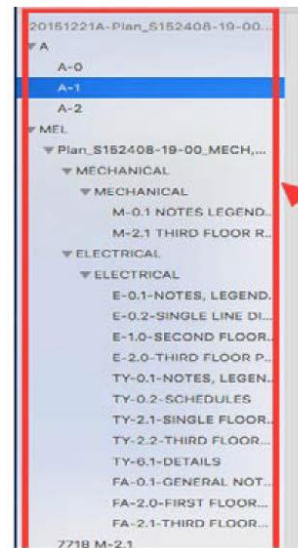 20151221A-Plan_S152408-19-00...
A
A-0
A-1
A-2
MEL
Plan_S152408-19-00_MECH,...
MECHANICAL
MECHANICAL
M-0.1 NOTES LEGEND..
M-2.1 THIRD FLOOR R..
ELECTRICAL
ELECTRICAL
E-0.1-NOTES, LEGEND.
E-0.2-SINGLE LINE DI...
E-1.0-SECOND FLOOR..
E-2.0-THIRD FLOOR P...
TY-0.1-NOTES, LEGEN..
TY-0.2-SCHEDULES
TY-2.1-SINGLE FLOOR...
TY-2.2-THIRD FLOOR...
TY-6.1-DETAILS
FA-0.1-GENERAL NOT...
FA-2.0-FIRST FLOOR...
FA-2.1-THIRD FLOOR...
7718 M-2.1